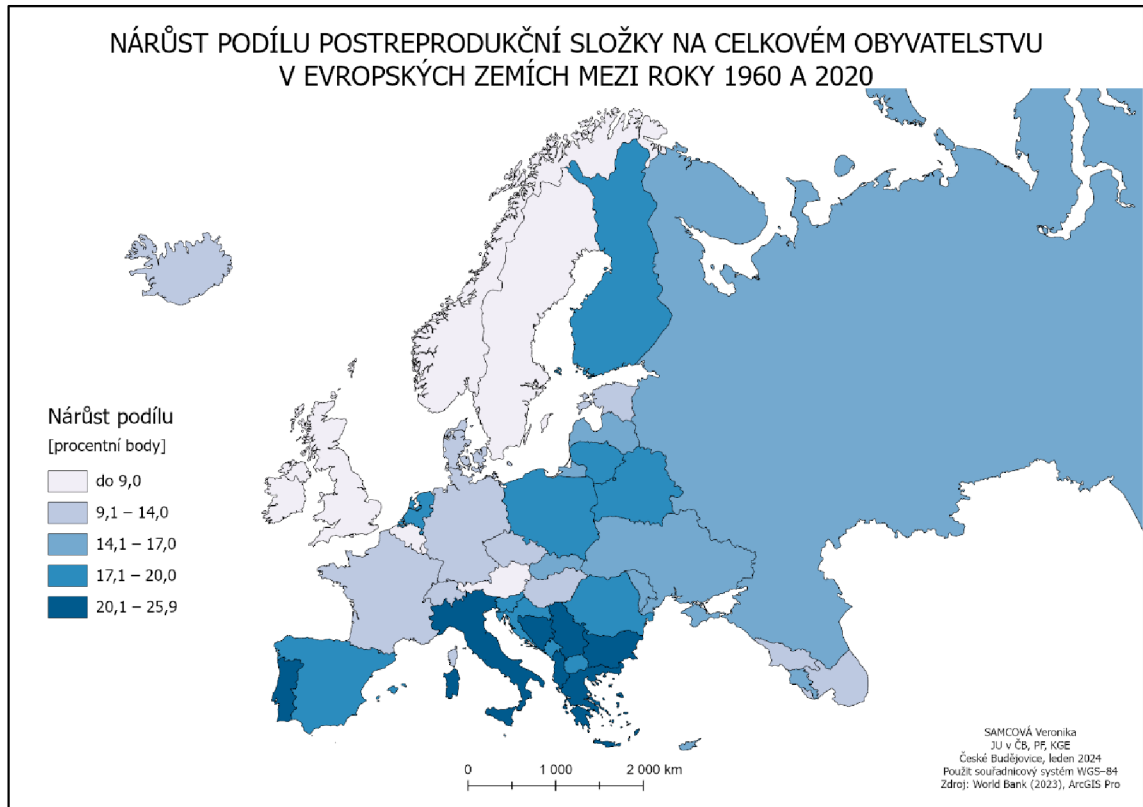 NÁRŮST PODÍLU POSTREPRODUKČNÍ SLOŽKY NA CELKOVÉM OBYVATELSTVU
V EVROPSKÝCH ZEMÍCH MEZI ROKY 1960 A 2020
Nárůst podílu
[procentní body]
do 9,0
9,1 – 14,0
14,1 – 17,0
17,1 – 20,0
20,1 – 25,9
0 1 000 2 000 km
SAMCOVÁ Veronika
JU v ČB, PF, KGE
České Budějovice, leden 2024
Použit souřadnicový systém WGS–84
Zdroj: World Bank (2023), ArcGIS Pro